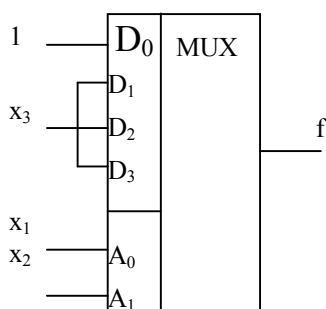 1 D₀ MUX
D₁
x₃ D₂
D₃
f
x₁
x₂ A₀
A₁